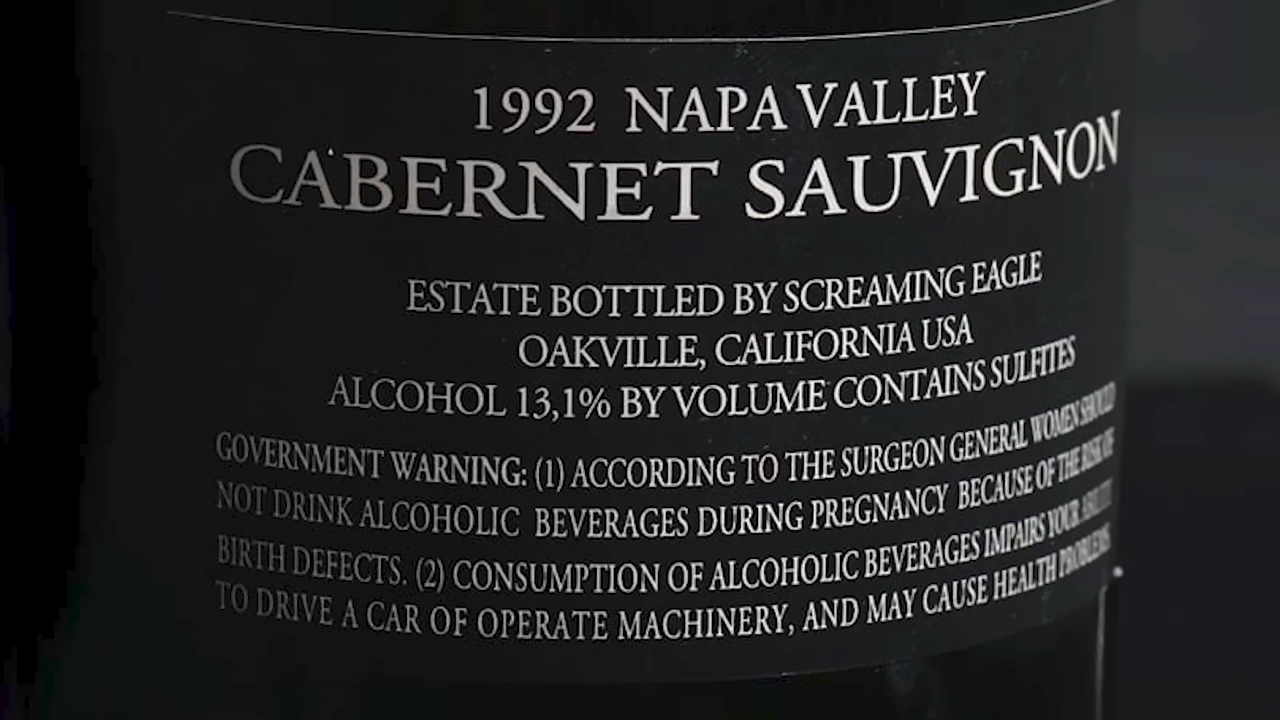 1992 NAPA VALLEY
CABERNET SAUVIGNON
ESTATE BOTTLED BY SCREAMING EAGLE
OAKVILLE, CALIFORNIA USA
ALCOHOL 13,1% BY VOLUME CONTAINS SULFITES
GOVERNMENT WARNING: (1) ACCORDING TO THE SURGEON GENERAL WOMEN SHOULD
NOT DRINK ALCOHOLIC BEVERAGES DURING PREGNANCY BECAUSE OF THE RISK OF
BIRTH DEFECTS. (2) CONSUMPTION OF ALCOHOLIC BEVERAGES IMPAIRS YOUR ABILITY
TO DRIVE A CAR OF OPERATE MACHINERY, AND MAY CAUSE HEALTH PROBLEMS.